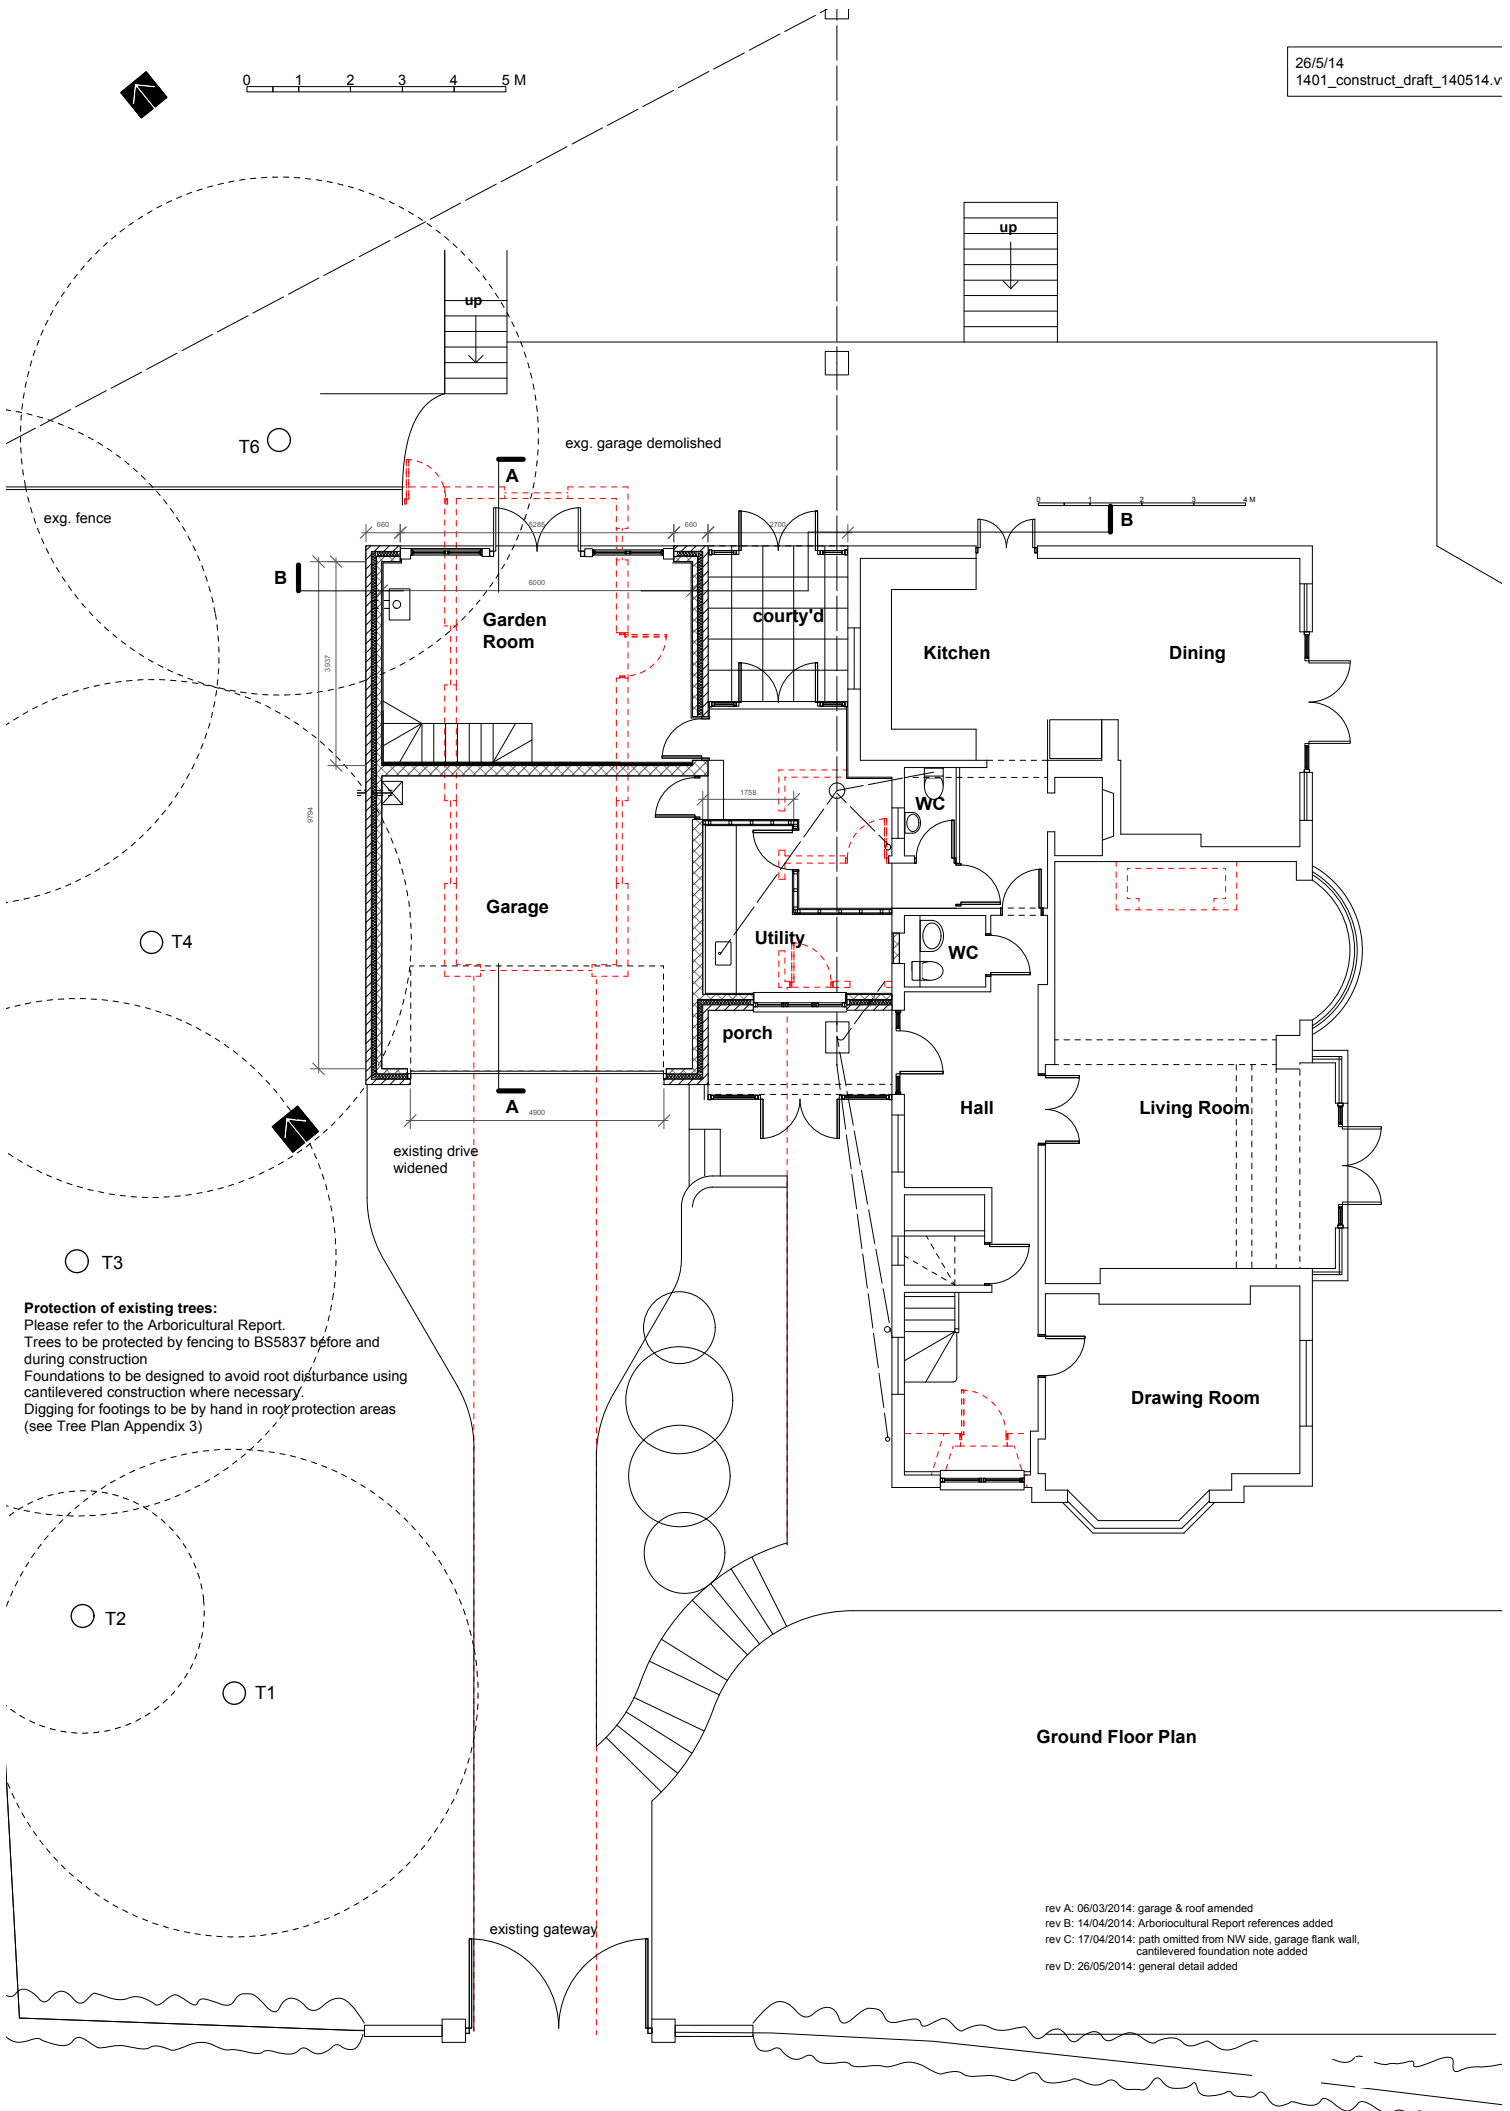 26/5/14
1401_construct_draft_140514.v
0 1 2 3 4 5 M
up
up
T6
exg. garage demolished
A
exg. fence
0 1 2 3 4 M
660 5285 660 2700
B
B
6000
Garden
Room
courty'd
Kitchen
Dining
3937
9794
1758
WC
Garage
Utility
WC
T4
porch
A
4900
Hall
Living Room
existing drive
widened
T3
Protection of existing trees:
Please refer to the Arboricultural Report.
Trees to be protected by fencing to BS5837 before and
during construction
Foundations to be designed to avoid root disturbance using
cantilevered construction where necessary.
Digging for footings to be by hand in root protection areas
(see Tree Plan Appendix 3)
Drawing Room
T2
T1
Ground Floor Plan
existing gateway
rev A: 06/03/2014: garage & roof amended
rev B: 14/04/2014: Arboriocultural Report references added
rev C: 17/04/2014: path omitted from NW side, garage flank wall,
cantilevered foundation note added
rev D: 26/05/2014: general detail added